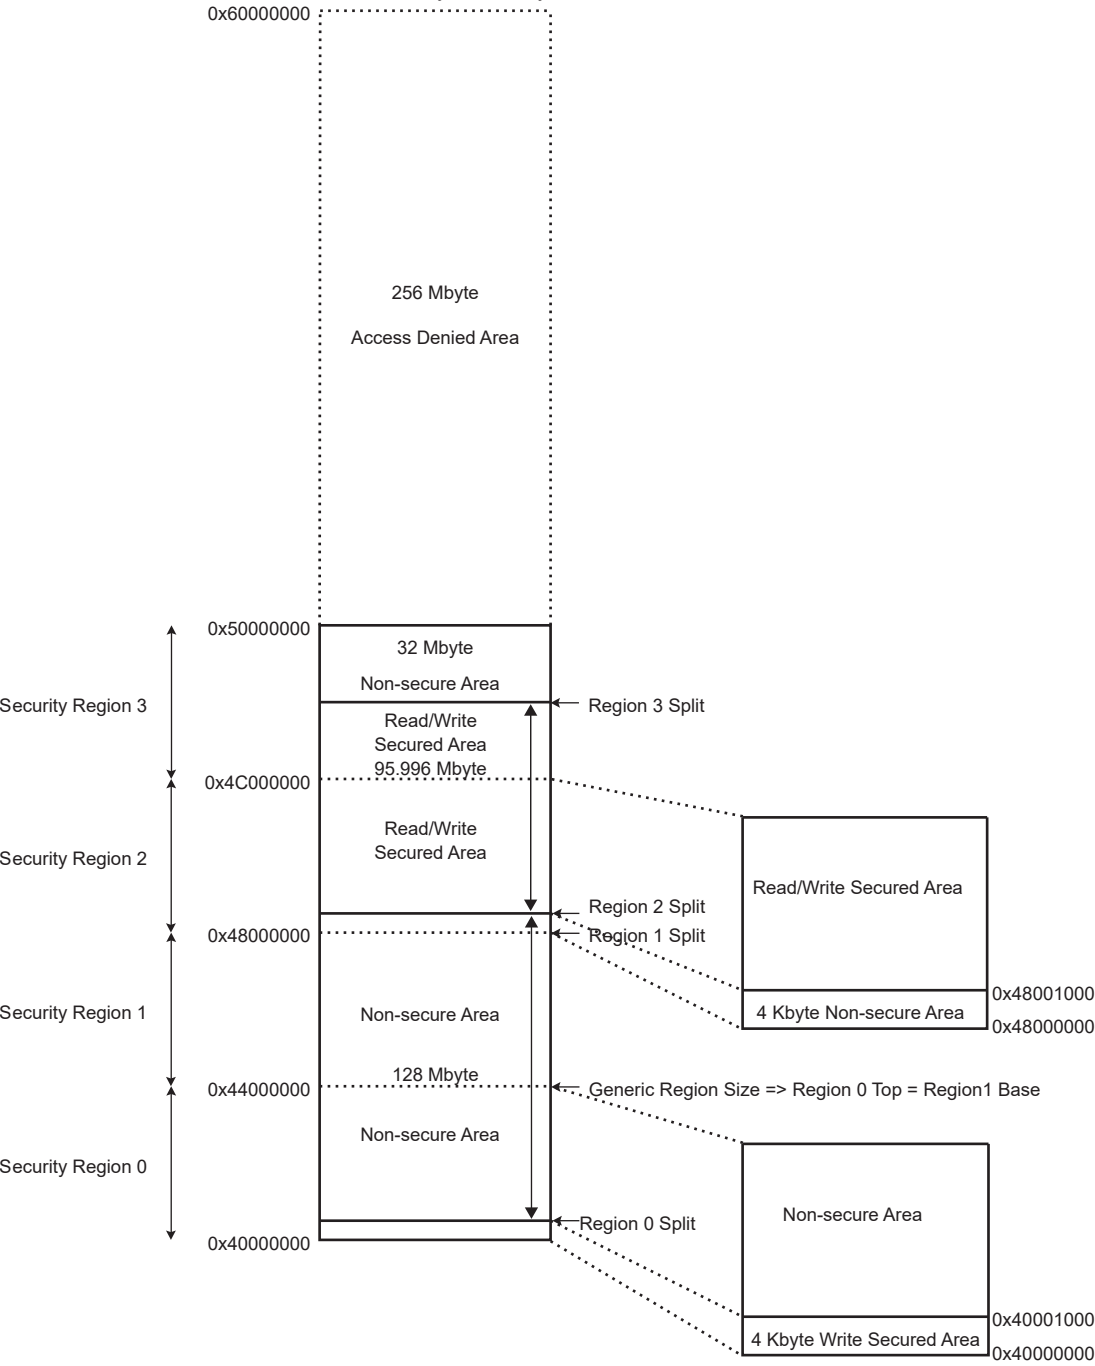 0x60000000
256 Mbyte
Access Denied Area
0x50000000
32 Mbyte
Non-secure Area
Security Region 3
Region 3 Split
Read/Write
Secured Area
95.996 Mbyte
0x4C000000
Read/Write
Secured Area
Security Region 2
Read/Write Secured Area
Region 2 Split
0x48000000
Region 1 Split
0x48001000
4 Kbyte Non-secure Area
0x48000000
Security Region 1
Non-secure Area
128 Mbyte
0x44000000
Generic Region Size => Region 0 Top = Region1 Base
Non-secure Area
Security Region 0
Non-secure Area
Region 0 Split
0x40000000
0x40001000
4 Kbyte Write Secured Area
0x40000000